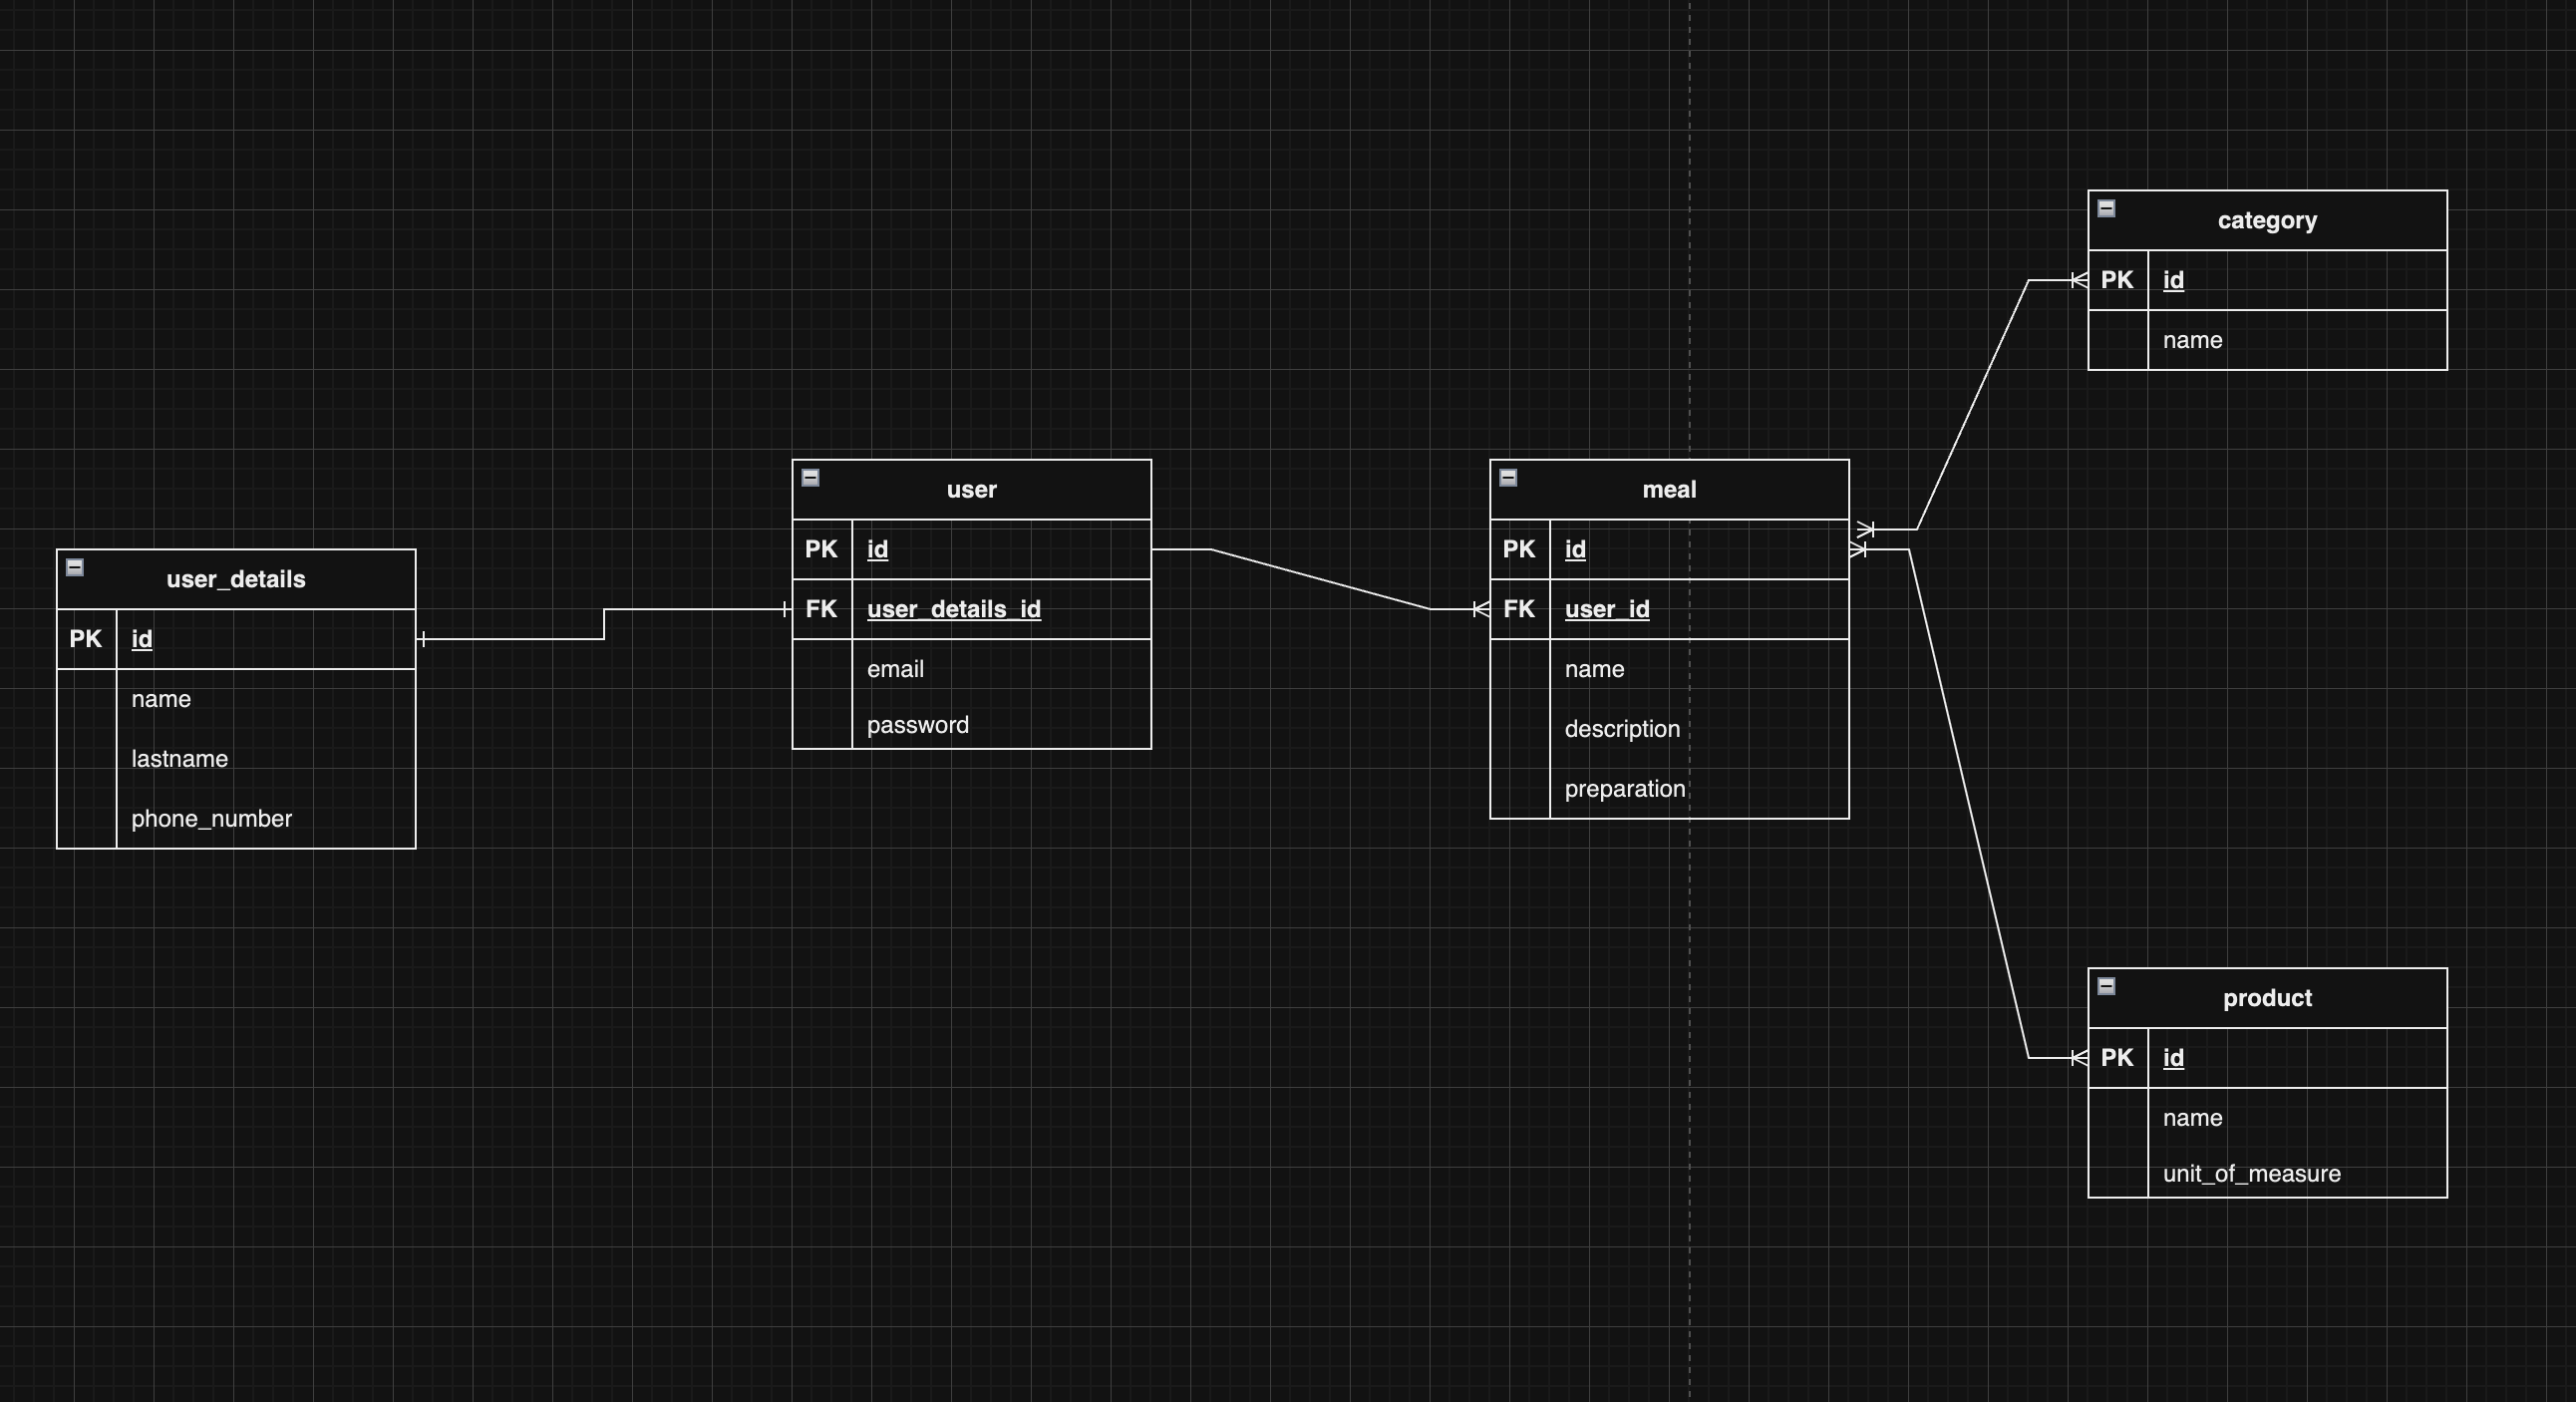 user_details
PK id
name
lastname
phone_number
user
PK id
FK user_details_id
email
password
meal
PK id
FK user_id
name
description
preparation
category
PK id
name
product
PK id
name
unit_of_measure